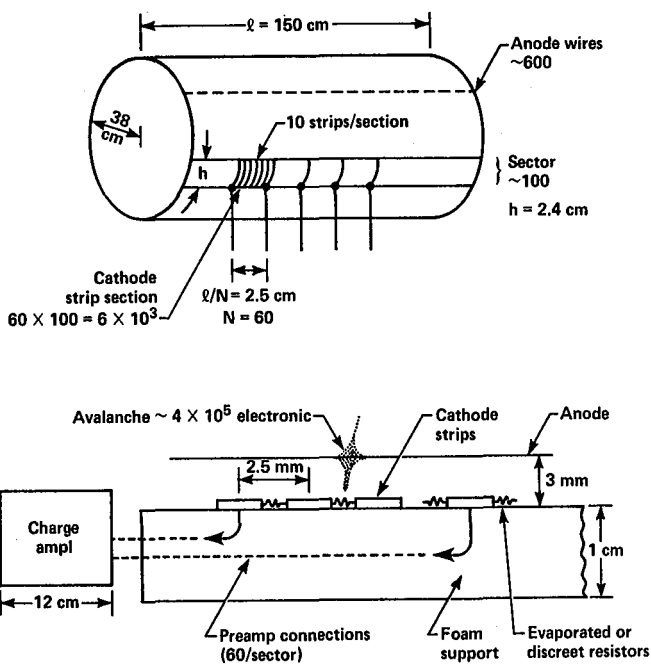 ℓ = 150 cm
Anode wires
~600
38
cm
10 strips/section
h
Sector
~100
h = 2.4 cm
Cathode
strip section
60 X 100 = 6 X 10³
ℓ/N = 2.5 cm
N = 60
Avalanche ~ 4 X 10⁵ electronic
Cathode
strips
Anode
2.5 mm
3 mm
Charge
ampl
1 cm
12 cm
Preamp connections
(60/sector)
Foam
support
Evaporated or
discreet resistors